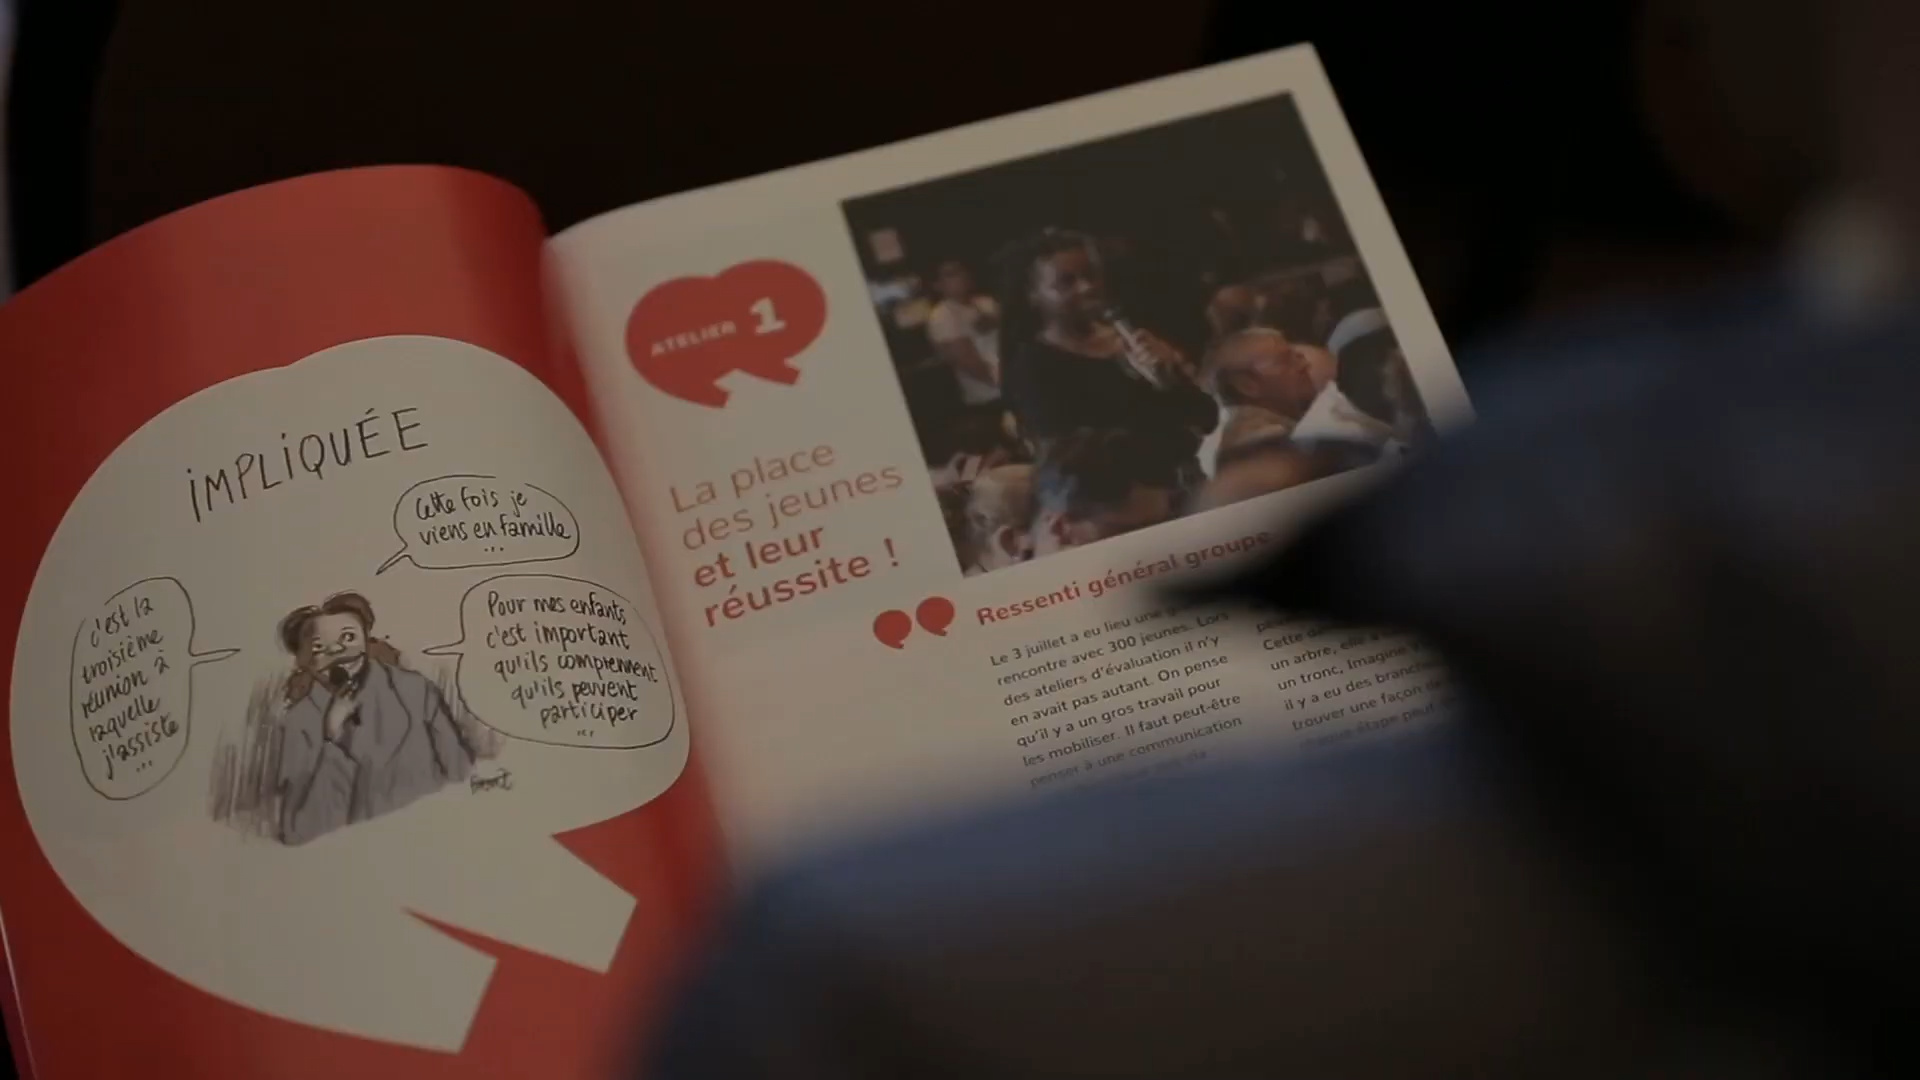 iMPLiQUÉE
Cette fois je
viens en famille
...
c'est la
troisième
réunion à
laquelle
j'assiste
...
Pour mes enfants
c'est important
qu'ils comprennent
qu'ils peuvent
participer
...
ATELIER 1
La place
des jeunes
et leur
réussite !
Ressenti général groupe
Le 3 juillet a eu lieu une
rencontre avec 300 jeunes. Lors
des ateliers d'évaluation il n'y
en avait pas autant. On pense
qu'il y a un gros travail pour
les mobiliser. Il faut peut-être
penser à une communication
Cette
un arbre, elle
un tronc, Imagine
il y a eu des branches
trouver une façon de
chaque étape peut